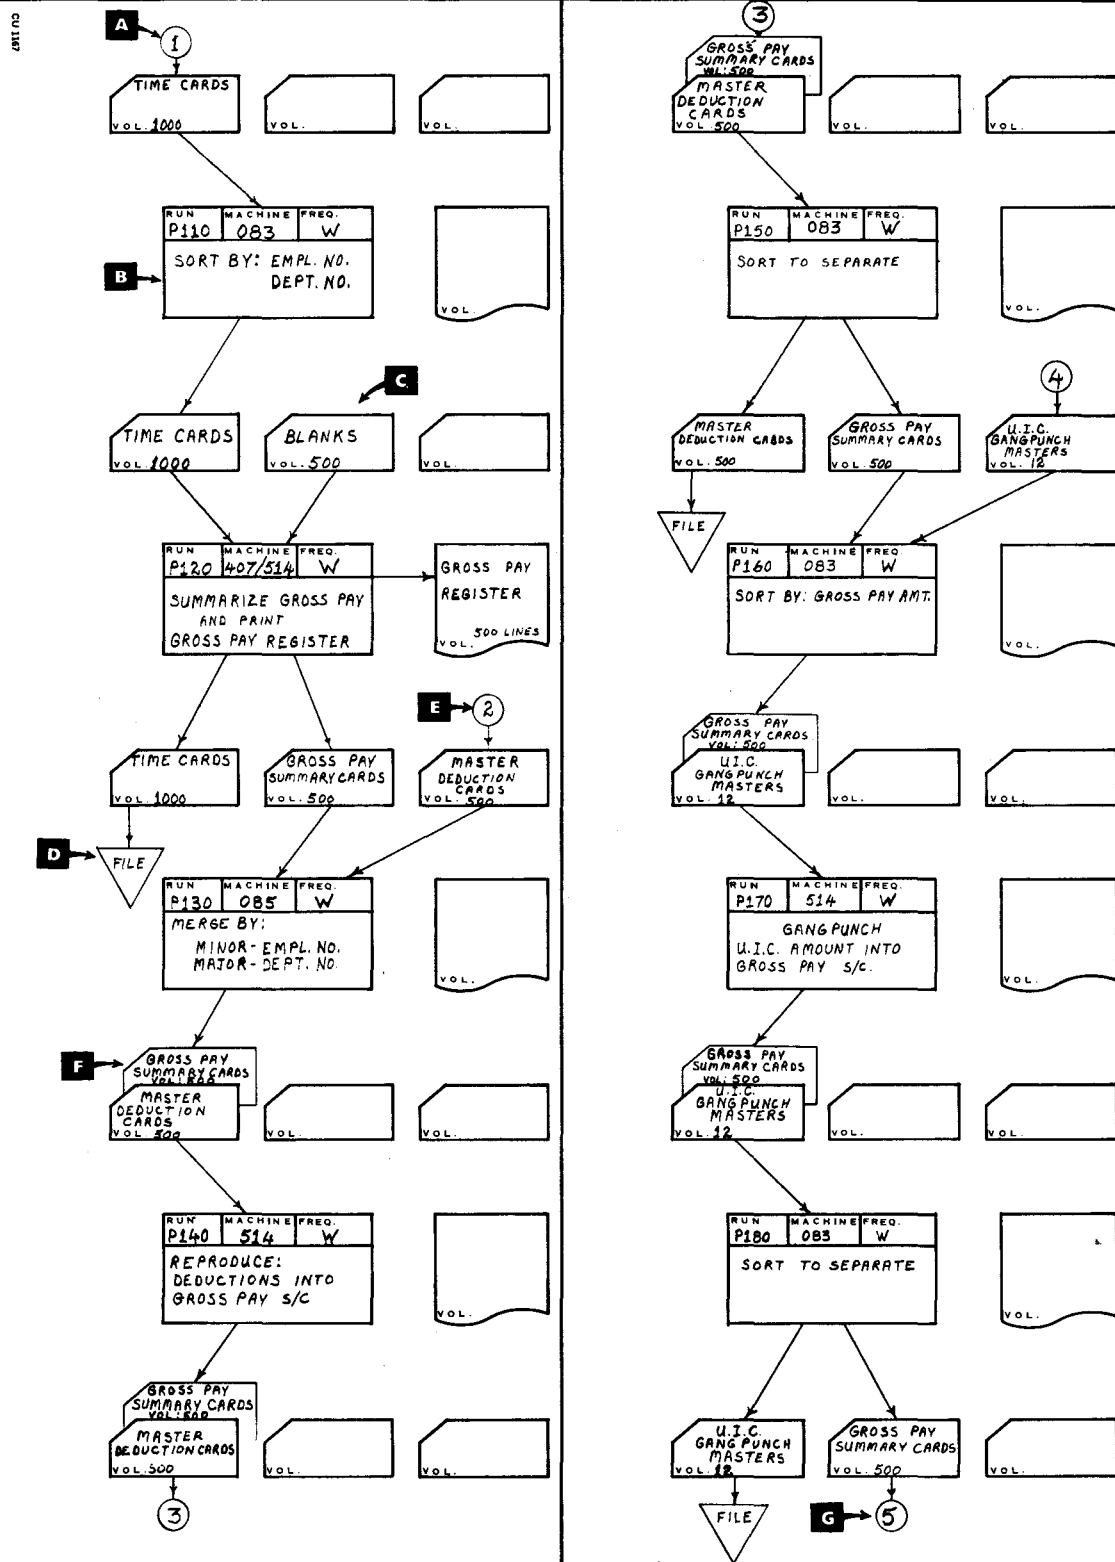 CU 1167
A
1
TIME CARDS
VOL. 1000
VOL.
VOL.
RUN MACHINE FREQ.
P110 083 W
B
SORT BY: EMPL. NO.
DEPT. NO.
VOL.
C
TIME CARDS
VOL. 1000
BLANKS
VOL. 500
VOL.
RUN MACHINE FREQ.
P120 407/514 W
SUMMARIZE GROSS PAY
AND PRINT
GROSS PAY REGISTER
GROSS PAY
REGISTER
500 LINES
VOL.
E
2
TIME CARDS
VOL. 1000
GROSS PAY
SUMMARY CARDS
VOL. 500
MASTER
DEDUCTION
CARDS
VOL. 500
D
FILE
RUN MACHINE FREQ.
P130 085 W
MERGE BY:
MINOR- EMPL. NO.
MAJOR- DEPT. NO.
VOL.
F
GROSS PAY
SUMMARY CARDS
VOL: 500
MASTER
DEDUCTION
CARDS
VOL. 500
VOL.
VOL.
RUN MACHINE FREQ.
P140 514 W
REPRODUCE:
DEDUCTIONS INTO
GROSS PAY S/C
VOL.
GROSS PAY
SUMMARY CARDS
VOL: 500
MASTER
DEDUCTION CARDS
VOL. 500
VOL.
VOL.
3
3
GROSS PAY
SUMMARY CARDS
VOL: 500
MASTER
DEDUCTION
CARDS
VOL. 500
VOL.
VOL.
RUN MACHINE FREQ.
P150 083 W
SORT TO SEPARATE
VOL.
4
MASTER
DEDUCTION CARDS
VOL. 500
GROSS PAY
SUMMARY CARDS
VOL. 500
U.I.C.
GANGPUNCH
MASTERS
VOL. 12
FILE
RUN MACHINE FREQ.
P160 083 W
SORT BY: GROSS PAY AMT.
VOL.
GROSS PAY
SUMMARY CARDS
VOL: 500
U.I.C.
GANGPUNCH
MASTERS
VOL. 12
VOL.
VOL.
RUN MACHINE FREQ.
P170 514 W
GANGPUNCH
U.I.C. AMOUNT INTO
GROSS PAY S/C.
VOL.
GROSS PAY
SUMMARY CARDS
VOL: 500
U.I.C.
GANGPUNCH
MASTERS
VOL. 12
VOL.
VOL.
RUN MACHINE FREQ.
P180 083 W
SORT TO SEPARATE
VOL.
U.I.C.
GANG PUNCH
MASTERS
VOL. 12
GROSS PAY
SUMMARY CARDS
VOL. 500
VOL.
FILE
G
5